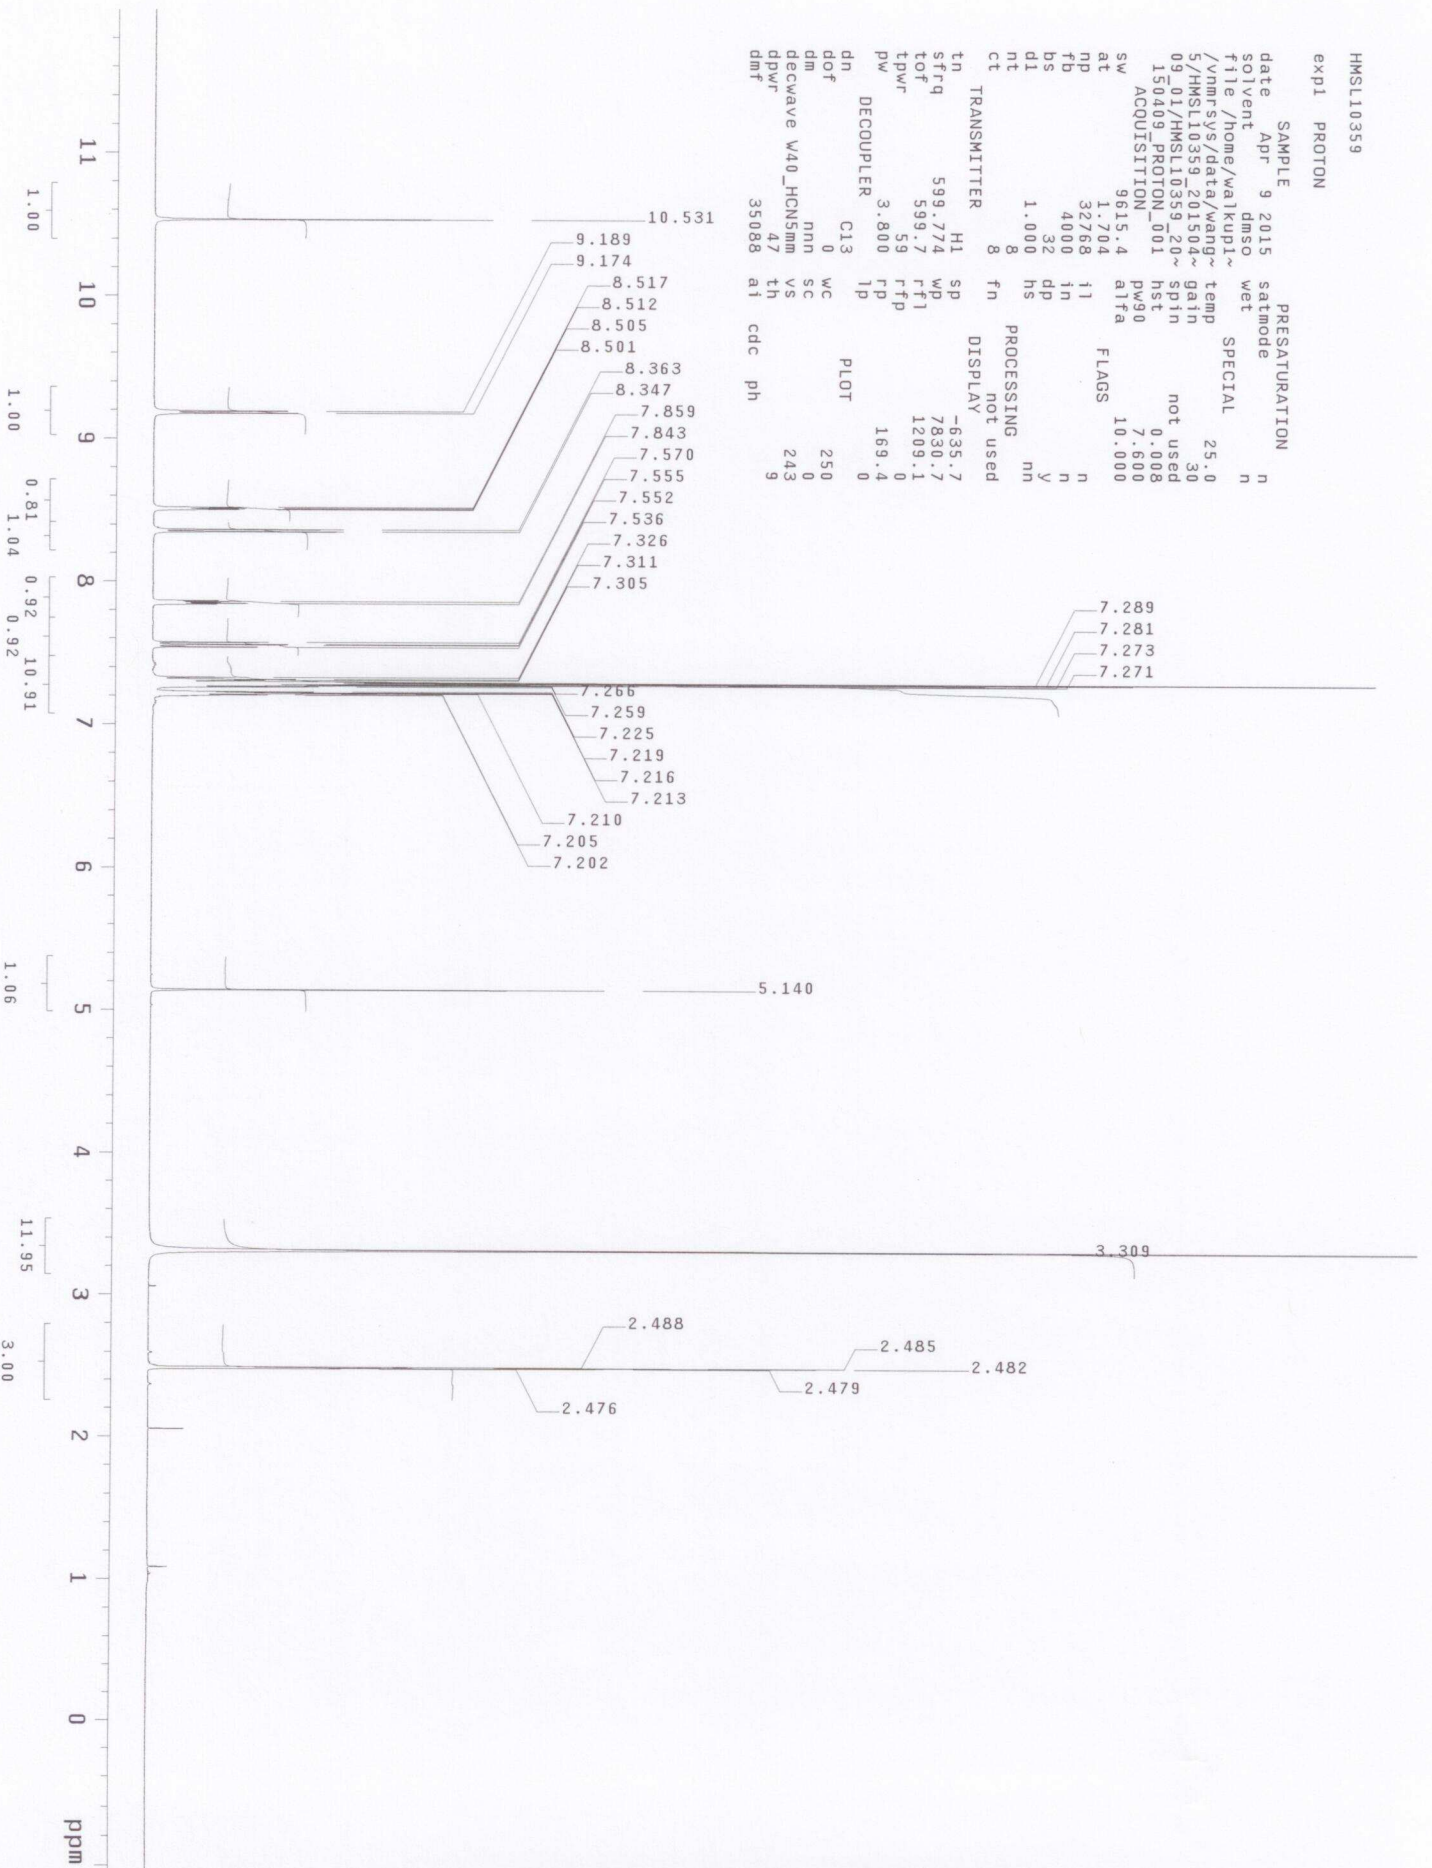 HMSL10359
exp1 PROTON
SAMPLE PRESATURATION
date Apr 9 2015 satmode n
solvent dmso wet n
file /home/walkup1~ SPECIAL
/vnmrsys/data/wang~ temp 25.0
5/HMSL10359_201504~ gain 30
09_01/HMSL10359_20~ spin not used
150409_PROTON_001 hst 0.008
ACQUISITION pw90 7.600
sw 9615.4 alfa 10.000
at 1.704 FLAGS
np 32768 il n
fb 4000 in n
bs 32 dp y
d1 1.000 hs nn
nt 8 PROCESSING
ct 8 fn not used
TRANSMITTER DISPLAY
tn H1 sp -635.7
sfrq 599.774 wp 7830.7
tof 599.7 rfl 1209.1
tpwr 59 rfp 0
pw 3.800 rp 169.4
DECOUPLER lp 0
dn C13 PLOT
dof 0 wc 250
dm nnn sc 0
decwave W40_HCN5mm vs 243
dpwr 47 th 9
dmf 35088 ai cdc ph
10.531
9.189
9.174
8.517
8.512
8.505
8.501
8.363
8.347
7.859
7.843
7.570
7.555
7.552
7.536
7.326
7.311
7.305
7.289
7.281
7.273
7.271
7.266
7.259
7.225
7.219
7.216
7.213
7.210
7.205
7.202
5.140
3.309
2.488
2.485
2.482
2.479
2.476
11 10 9 8 7 6 5 4 3 2 1 0 ppm
1.00 1.00 0.81 1.04 0.92 0.92 10.91 1.06 11.95 3.00